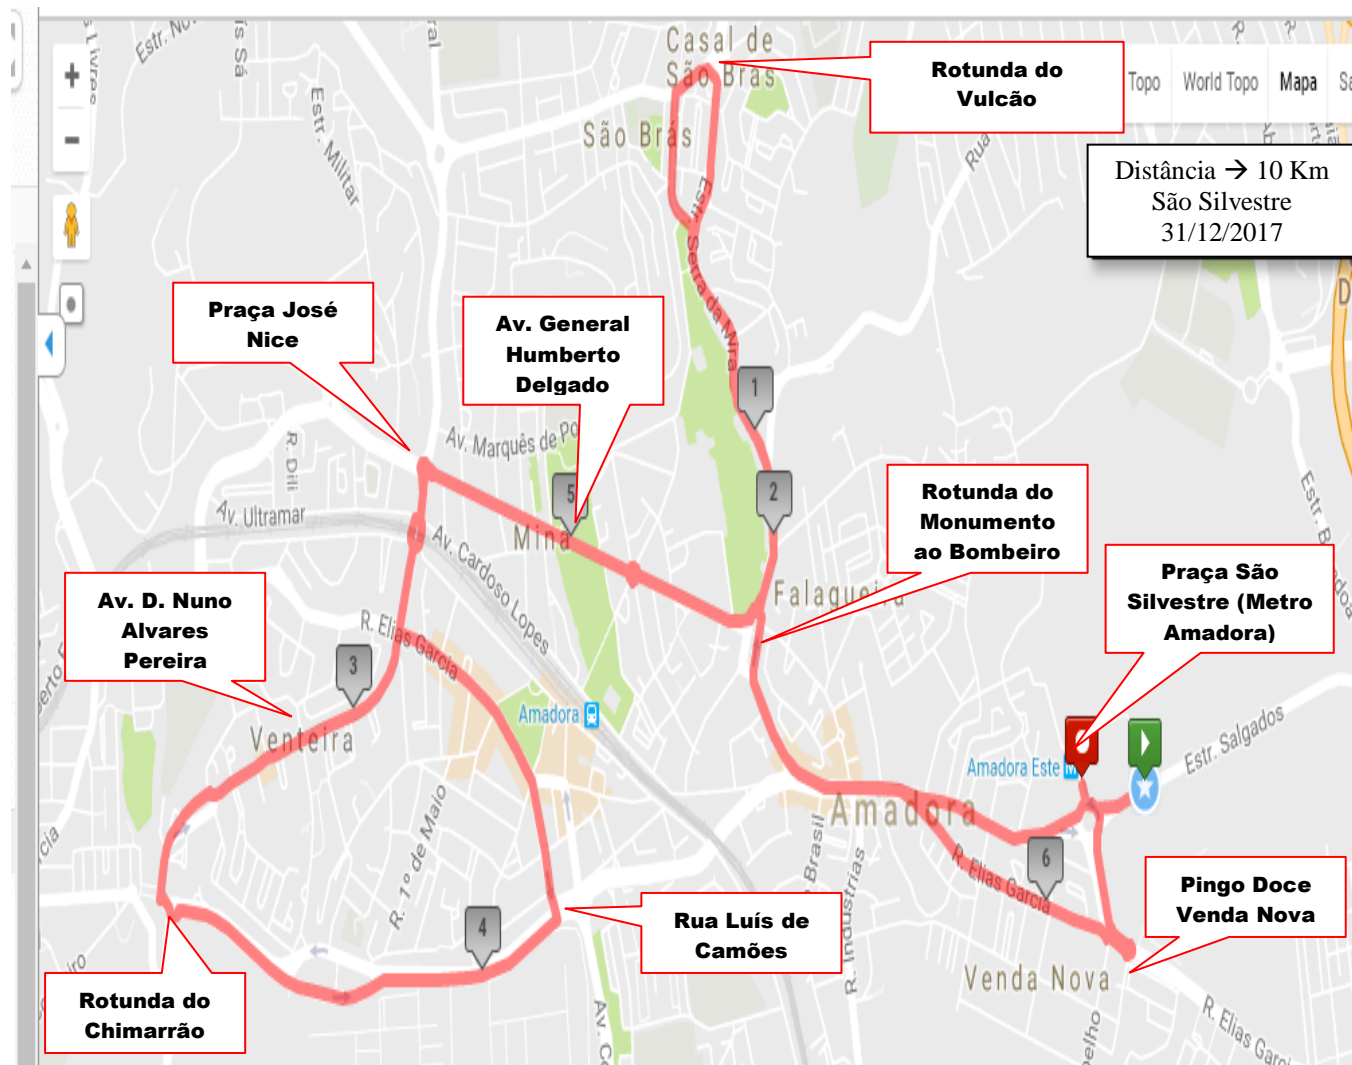 Casal de
São Brás
São Brás
Rotunda do
Vulcão
Topo
World Topo
Mapa
Distância → 10 Km
São Silvestre
31/12/2017
Estr. Militar
Estr. Serra da Mira
Praça José
Nice
Av. General
Humberto
Delgado
1
2
5
Av. Marquês de Po
R. Dili
Av. Ultramar
Mina
Av. Cardoso Lopes
Rotunda do
Monumento
ao Bombeiro
Falagueira
Praça São
Silvestre (Metro
Amadora)
Av. D. Nuno
Alvares
Pereira
R. Elias Garcia
3
Venteira
Amadora
Amadora Este
Estr. Salgados
Amadora
R. 1º de Maio
R. Industrias
Brasil
R. Elias Garcia
6
4
Rua Luís de
Camões
Pingo Doce
Venda Nova
Venda Nova
Rotunda do
Chimarrão
R. Elias Garci